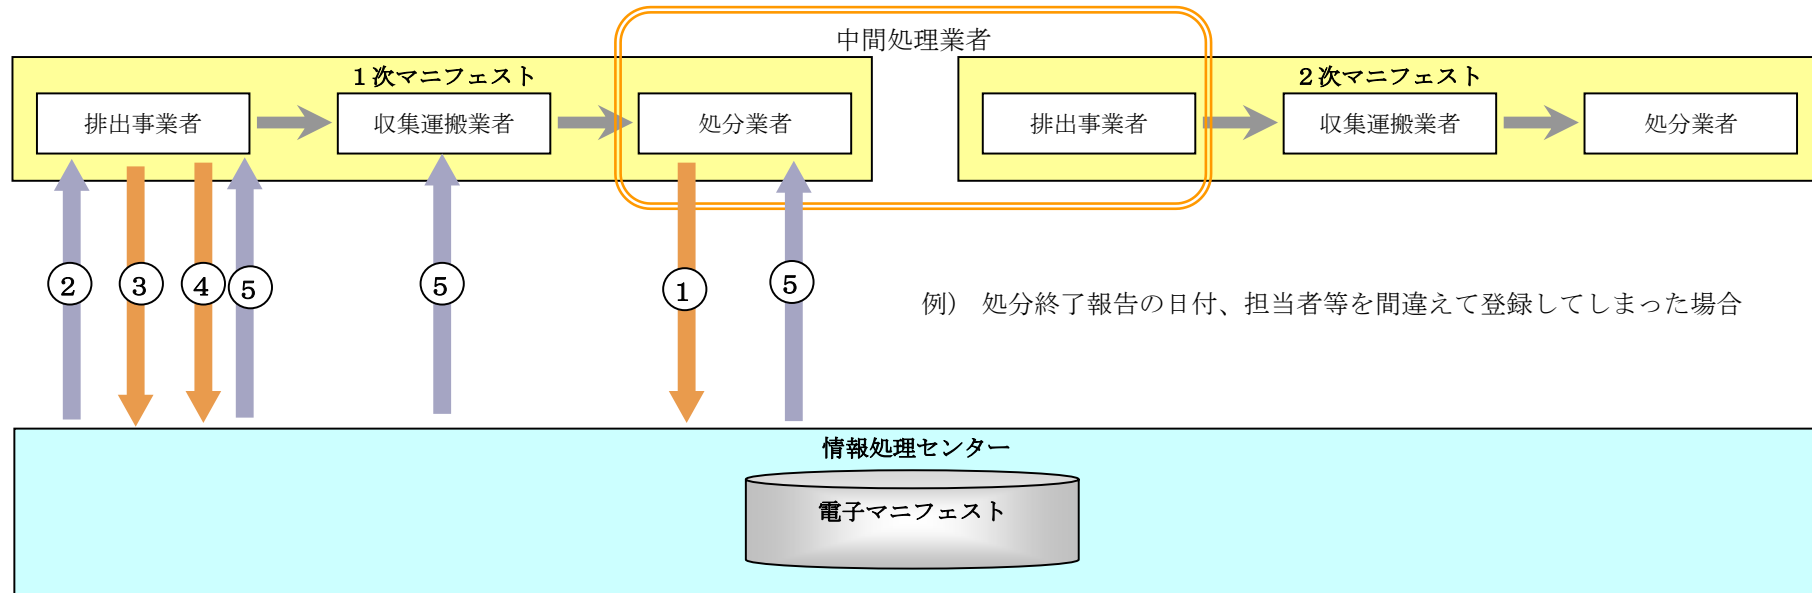 中間処理業者
１次マニフェスト
２次マニフェスト
排出事業者
収集運搬業者
処分業者
排出事業者
収集運搬業者
処分業者
②
③
④
⑤
⑤
①
⑤
例） 処分終了報告の日付、担当者等を間違えて登録してしまった場合
情報処理センター
電子マニフェスト